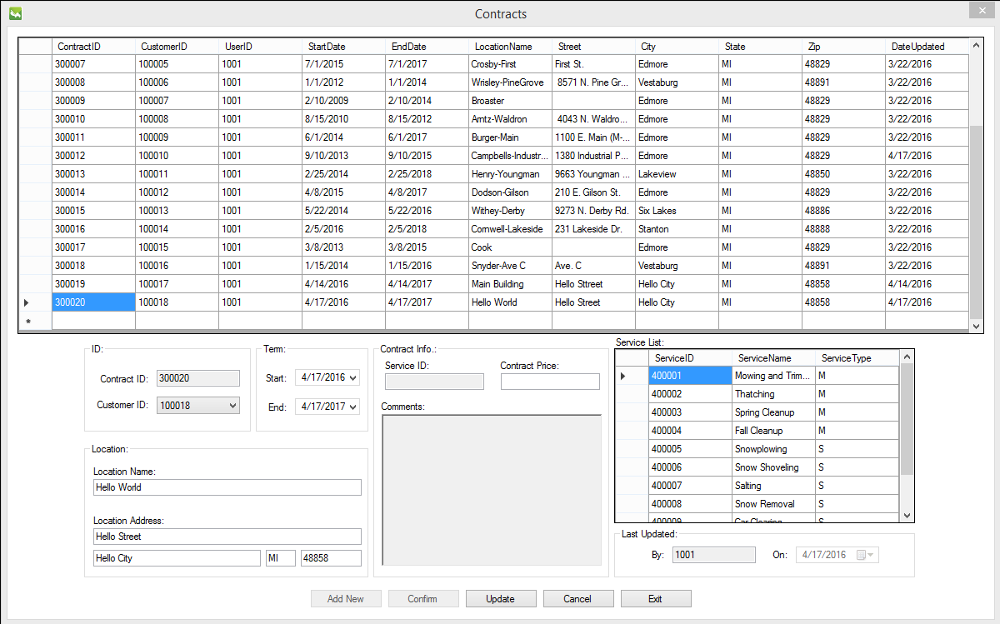 Contracts
ContractID CustomerID UserID StartDate EndDate LocationName Street City State Zip DateUpdated
300007 100005 1001 7/1/2015 7/1/2017 Crosby-First First St. Edmore MI 48829 3/22/2016
300008 100006 1001 1/1/2012 1/1/2014 Wrisley-PineGrove 8571 N. Pine Gr... Vestaburg MI 48891 3/22/2016
300009 100007 1001 2/10/2009 2/10/2014 Broaster Edmore MI 48829 3/22/2016
300010 100008 1001 8/15/2010 8/15/2012 Arntz-Waldron 4043 N. Waldro... Edmore MI 48829 3/22/2016
300011 100009 1001 6/1/2014 6/1/2017 Burger-Main 1100 E. Main (M-... Edmore MI 48829 3/22/2016
300012 100010 1001 9/10/2013 9/10/2015 Campbells-Industr... 1380 Industrial P... Edmore MI 48829 4/17/2016
300013 100011 1001 2/25/2014 2/25/2018 Henry-Youngman 9663 Youngman ... Lakeview MI 48850 3/22/2016
300014 100012 1001 4/8/2015 4/8/2017 Dodson-Gilson 210 E. Gilson St. Edmore MI 48829 3/22/2016
300015 100013 1001 5/22/2014 5/22/2016 Withey-Derby 9273 N. Derby Rd. Six Lakes MI 48886 3/22/2016
300016 100014 1001 2/5/2016 2/5/2018 Cornwell-Lakeside 231 Lakeside Dr. Stanton MI 48888 3/22/2016
300017 100015 1001 3/8/2013 3/8/2015 Cook Edmore MI 48829 3/22/2016
300018 100016 1001 1/15/2014 1/15/2016 Snyder-Ave C Ave. C Vestaburg MI 48891 3/22/2016
300019 100017 1001 4/14/2016 4/14/2017 Main Building Hello Sttreet Hello City MI 48858 4/14/2016
300020 100018 1001 4/17/2016 4/17/2017 Hello World Hello Street Hello City MI 48858 4/17/2016
*
ID:
Contract ID: 300020
Customer ID: 100018
Term:
Start: 4/17/2016
End: 4/17/2017
Location:
Location Name:
Hello World
Location Address:
Hello Street
Hello City MI 48858
Contract Info.:
Service ID: Contract Price:
Comments:
Service List:
ServiceID ServiceName ServiceType
400001 Mowing and Trim... M
400002 Thatching M
400003 Spring Cleanup M
400004 Fall Cleanup M
400005 Snowplowing S
400006 Snow Shoveling S
400007 Salting S
400008 Snow Removal S
400009 Car Clearing S
Last Updated:
By: 1001 On: 4/17/2016
Add New Confirm Update Cancel Exit